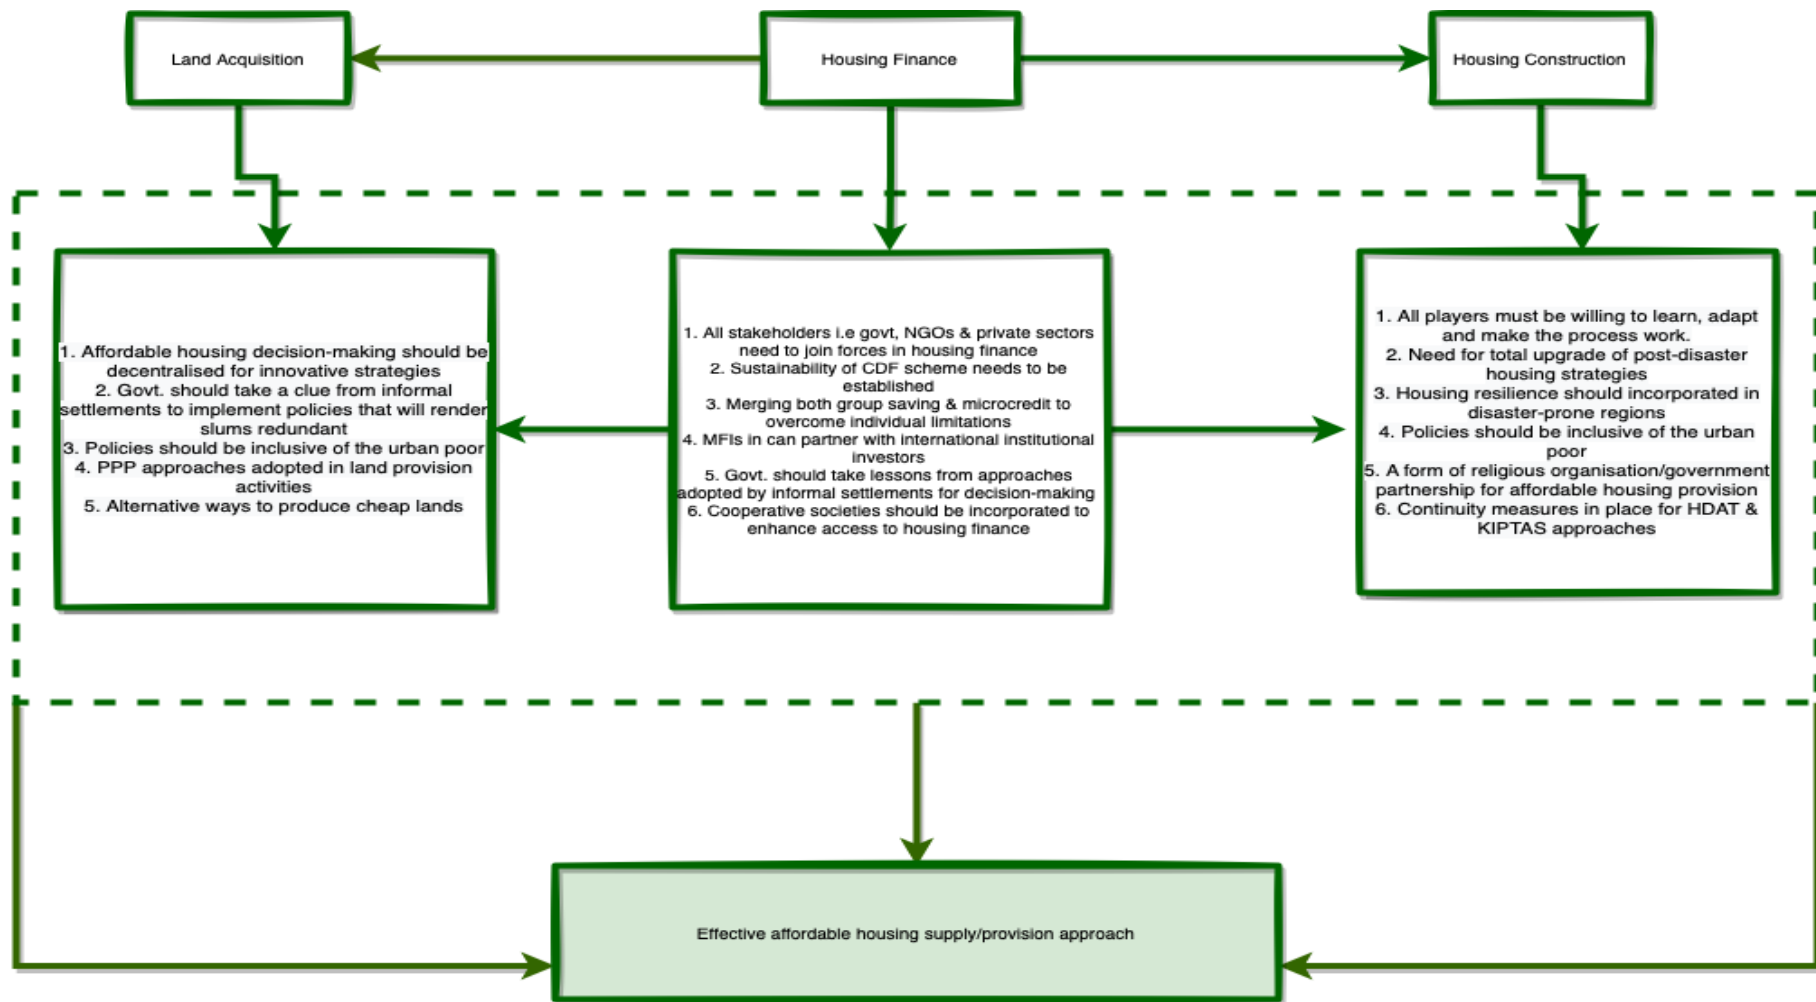 Land Acquisition
Housing Finance
Housing Construction
1. Affordable housing decision-making should be
decentralised for innovative strategies
2. Govt. should take a clue from informal
settlements to implement policies that will render
slums redundant
3. Policies should be inclusive of the urban poor
4. PPP approaches adopted in land provision
activities
5. Alternative ways to produce cheap lands
1. All stakeholders i.e govt, NGOs & private sectors
need to join forces in housing finance
2. Sustainability of CDF scheme needs to be
established
3. Merging both group saving & microcredit to
overcome individual limitations
4. MFIs in can partner with international institutional
investors
5. Govt. should take lessons from approaches
adopted by informal settlements for decision-making
6. Cooperative societies should be incorporated to
enhance access to housing finance
1. All players must be willing to learn, adapt
and make the process work.
2. Need for total upgrade of post-disaster
housing strategies
3. Housing resilience should incorporated in
disaster-prone regions
4. Policies should be inclusive of the urban
poor
5. A form of religious organisation/government
partnership for affordable housing provision
6. Continuity measures in place for HDAT &
KIPTAS approaches
Effective affordable housing supply/provision approach